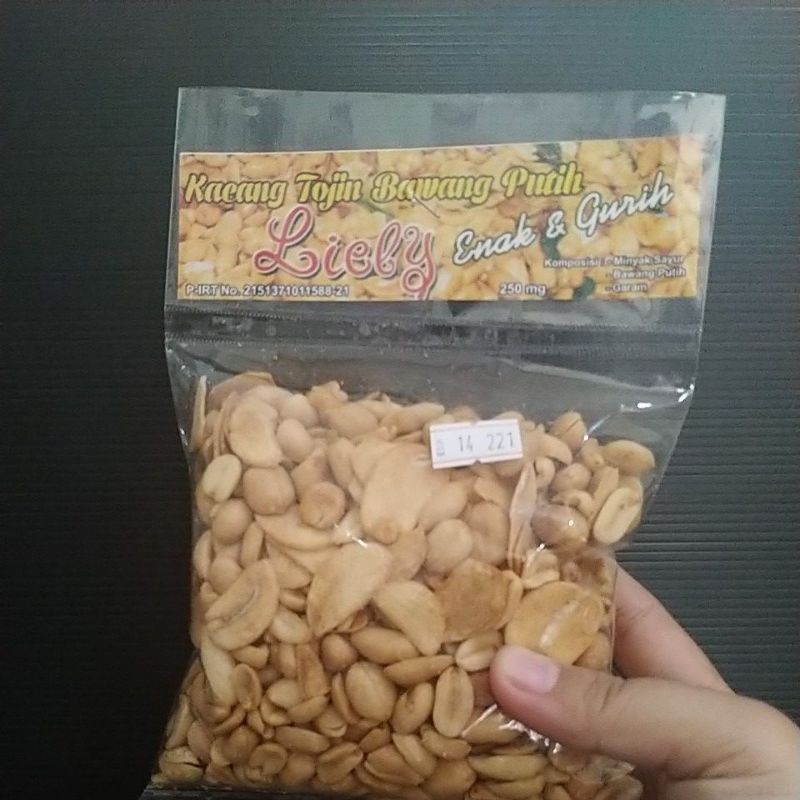 Kacang Tojin Bawang Putih
Liely
Enak & Gurih
Komposisi : - Minyak Sayur
- Bawang Putih
- Garam
P-IRT No. 2151371011588-21
250 mg
14 221